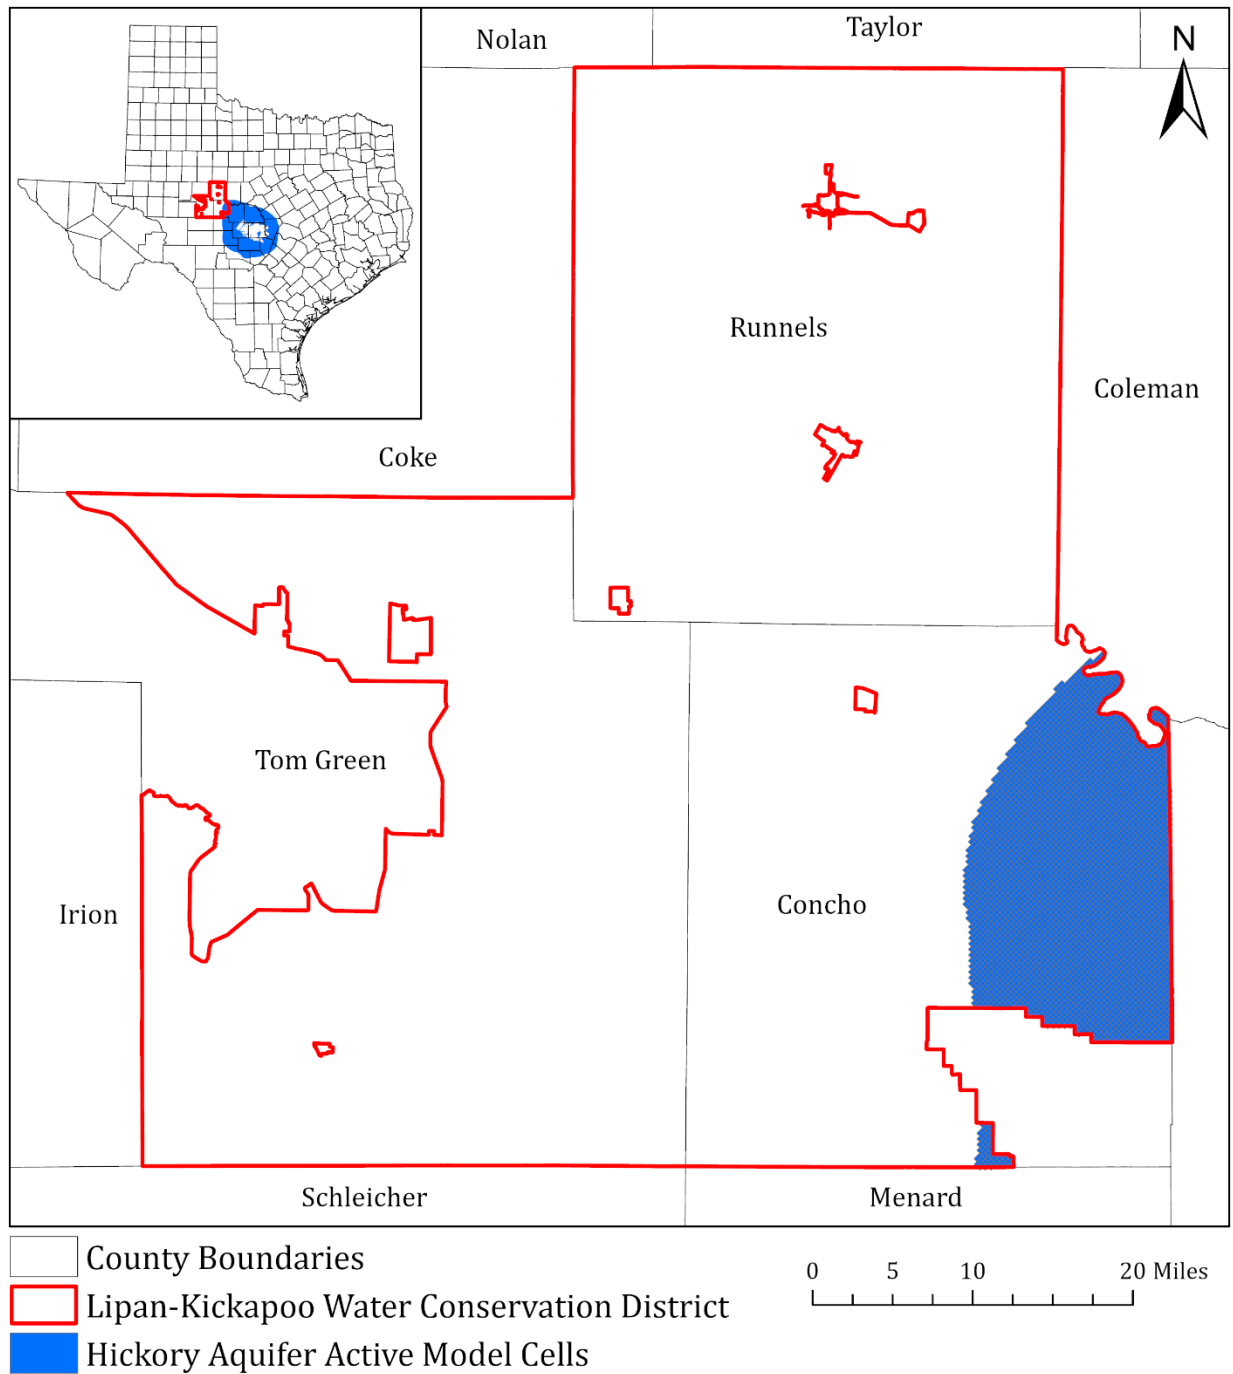 Nolan
Taylor
N
Runnels
Coleman
Coke
Tom Green
Irion
Concho
Schleicher
Menard
County Boundaries
Lipan-Kickapoo Water Conservation District
Hickory Aquifer Active Model Cells
0 5 10 20 Miles